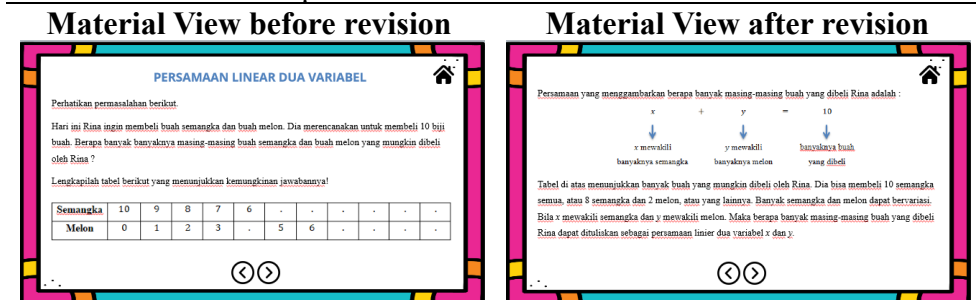 Material View before revision
PERSAMAAN LINEAR DUA VARIABEL
Perhatikan permasalahan berikut.
Hari ini Rina ingin membeli buah semangka dan buah melon. Dia merencanakan untuk membeli 10 biji
buah. Berapa banyak banyaknya masing-masing buah semangka dan buah melon yang mungkin dibeli
oleh Rina ?
Lengkapilah tabel berikut yang menunjukkan kemungkinan jawabannya!
Semangka 10 9 8 7 6 . . . . . .
Melon 0 1 2 3 . 5 6 . . . .
Material View after revision
Persamaan yang menggambarkan berapa banyak masing-masing buah yang dibeli Rina adalah :
x + y = 10
x mewakili y mewakili banyaknya buah
banyaknya semangka banyaknya melon yang dibeli
Tabel di atas menunjukkan banyak buah yang mungkin dibeli oleh Rina. Dia bisa membeli 10 semangka
semua, atau 8 semangka dan 2 melon, atau yang lainnya. Banyak semangka dan melon dapat bervariasi.
Bila x mewakili semangka dan y mewakili melon. Maka berapa banyak masing-masing buah yang dibeli
Rina dapat dituliskan sebagai persamaan linier dua variabel x dan y.